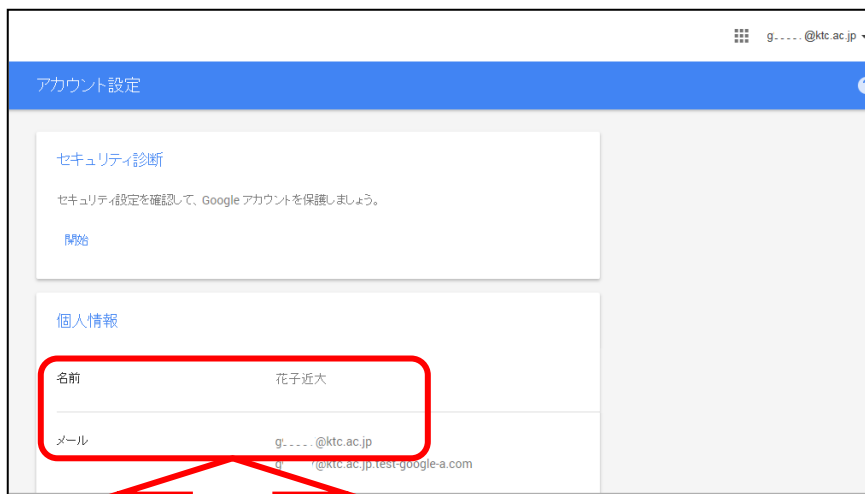 g.....@ktc.ac.jp
アカウント設定
セキュリティ診断
セキュリティ設定を確認して、Google アカウントを保護しましょう。
開始
個人情報
名前 花子近大
メール g.....@ktc.ac.jp
@ktc.ac.jp.test-google-a.com